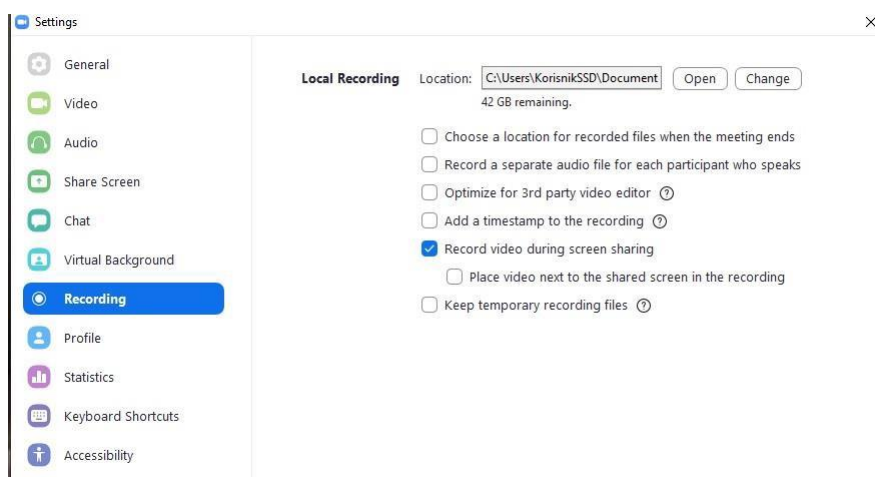 Settings
General
Video
Audio
Share Screen
Chat
Virtual Background
Recording
Profile
Statistics
Keyboard Shortcuts
Accessibility
Local Recording Location: C:\Users\KorisnikSSD\Document Open Change
42 GB remaining.
Choose a location for recorded files when the meeting ends
Record a separate audio file for each participant who speaks
Optimize for 3rd party video editor
Add a timestamp to the recording
Record video during screen sharing
Place video next to the shared screen in the recording
Keep temporary recording files